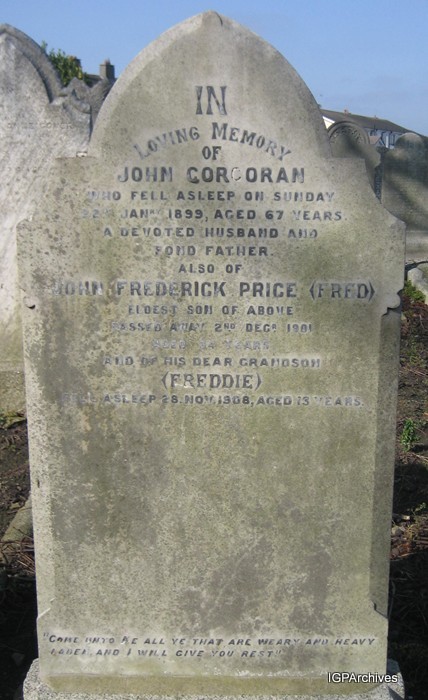 IN
LOVING MEMORY
OF
JOHN CORCORAN
WHO FELL ASLEEP ON SUNDAY
22ND JANY 1899, AGED 67 YEARS.
A DEVOTED HUSBAND AND
FOND FATHER.
ALSO OF
JOHN FREDERICK PRICE (FRED)
ELDEST SON OF ABOVE
PASSED AWAY 2ND DECR 1901
AGED YEARS
AND OF HIS DEAR GRANDSON
(FREDDIE)
FELL ASLEEP 28. NOV. 1908, AGED 13 YEARS.
"COME UNTO ME ALL YE THAT ARE WEARY AND HEAVY
LADEN AND I WILL GIVE YOU REST."
IGPArchives